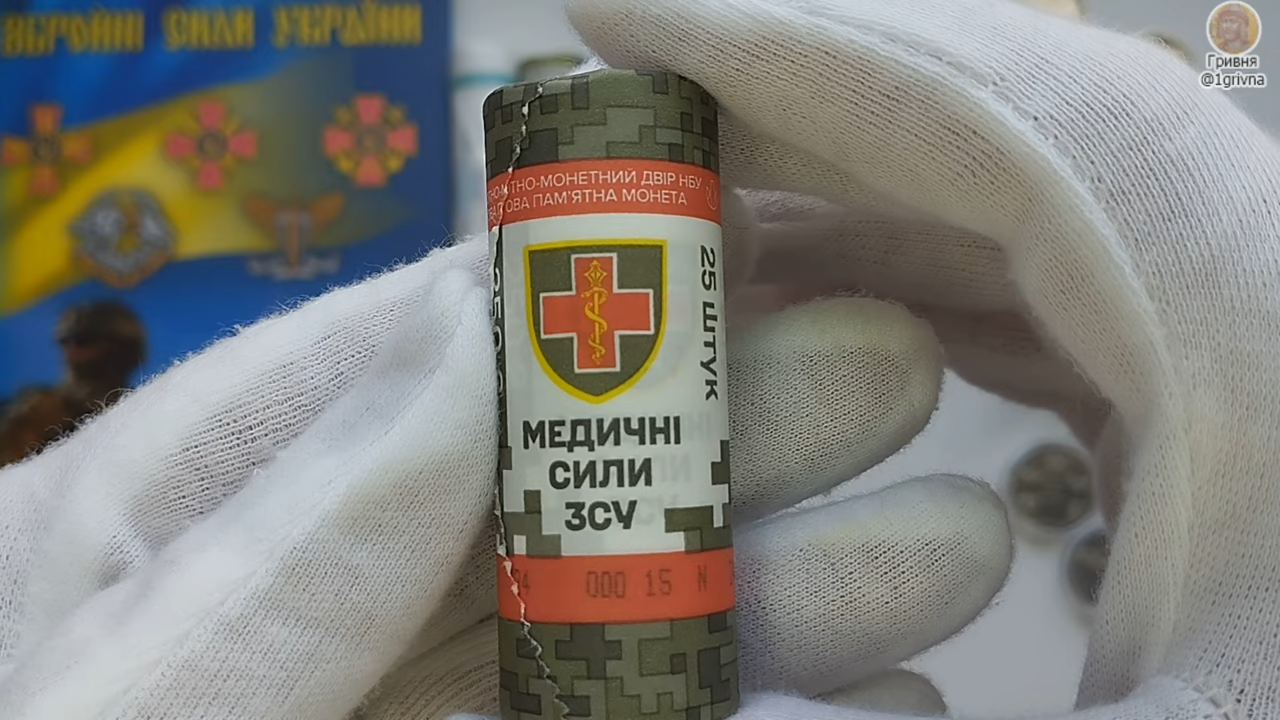 ЗБРОЙНІ СИЛИ УКРАЇНИ
Гривня
@1grivna
ТНО-МОНЕТНИЙ ДВІР НБУ
ОВА ПАМ'ЯТНА МОНЕТА
25 ШТУК
МЕДИЧНІ
СИЛИ
ЗСУ
000 15 N